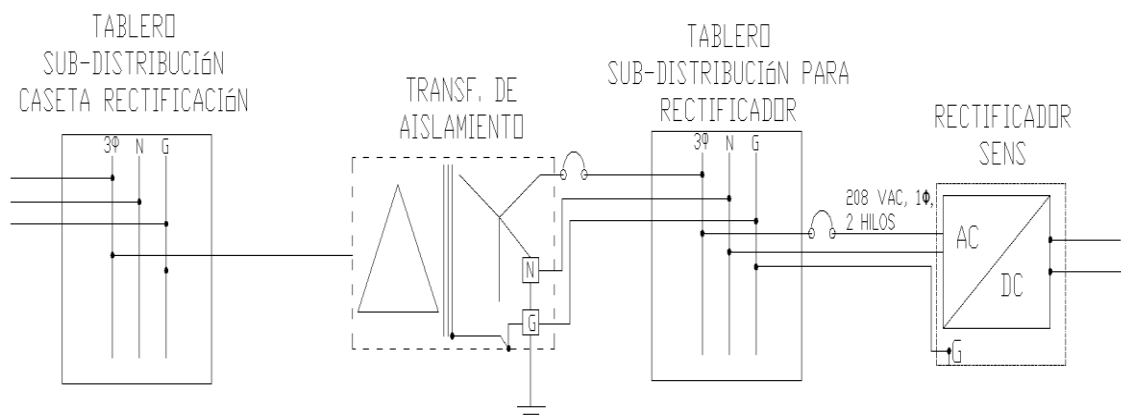 TABLERO
SUB-DISTRIBUCIóN
CASETA RECTIFICACIóN
3φ N G
TRANSF. DE
AISLAMIENTO
N
G
TABLERO
SUB-DISTRIBUCIóN PARA
RECTIFICADOR
3φ N G
208 VAC, 1Φ,
2 HILOS
RECTIFICADOR
SENS
AC
DC
G